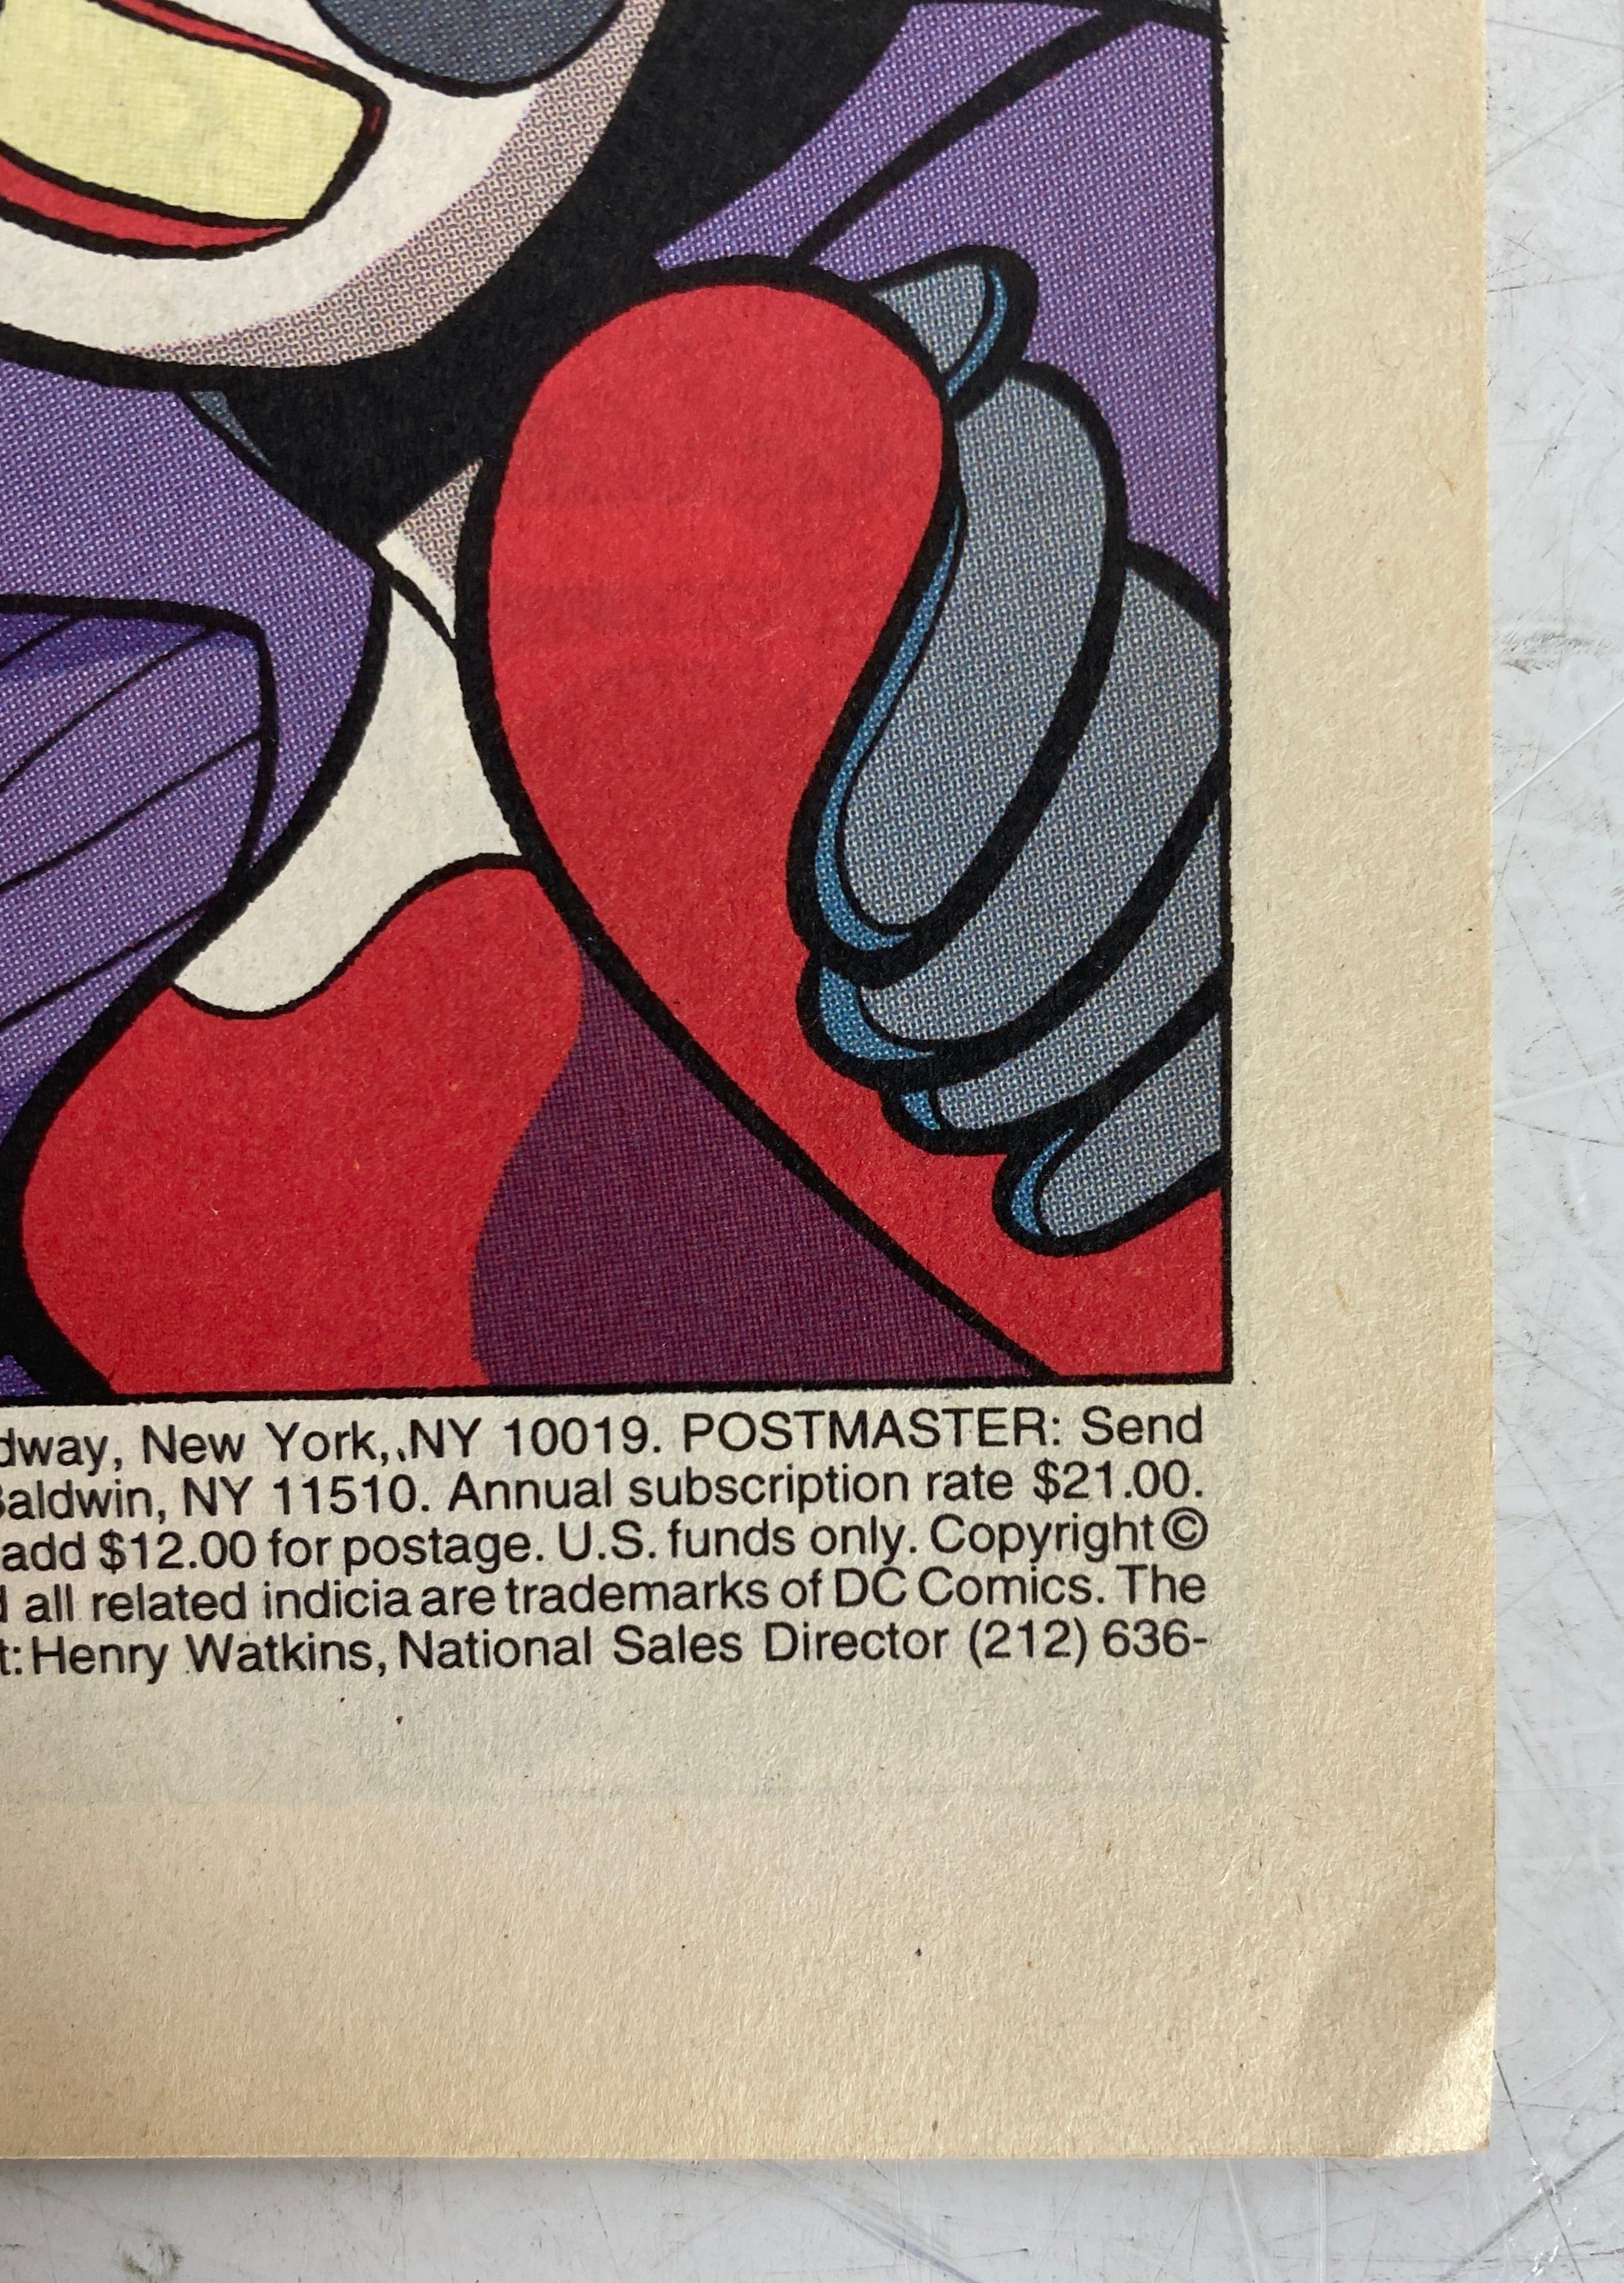 dway, New York, NY 10019. POSTMASTER: Send
Baldwin, NY 11510. Annual subscription rate $21.00.
add $12.00 for postage. U.S. funds only. Copyright ©
d all related indicia are trademarks of DC Comics. The
t: Henry Watkins, National Sales Director (212) 636-